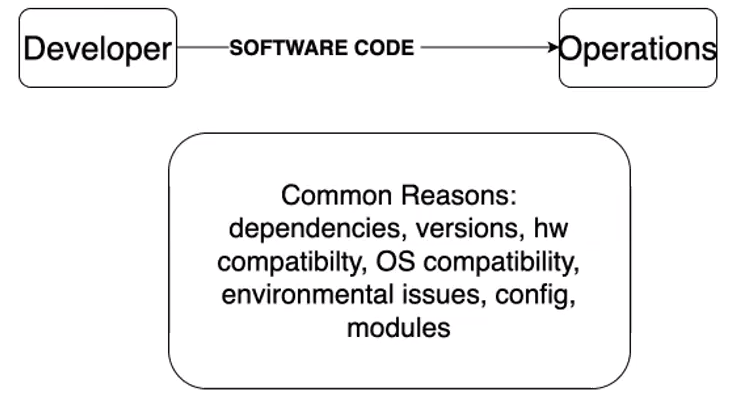 Developer
SOFTWARE CODE
Operations
Common Reasons:
dependencies, versions, hw
compatibilty, OS compatibility,
environmental issues, config,
modules